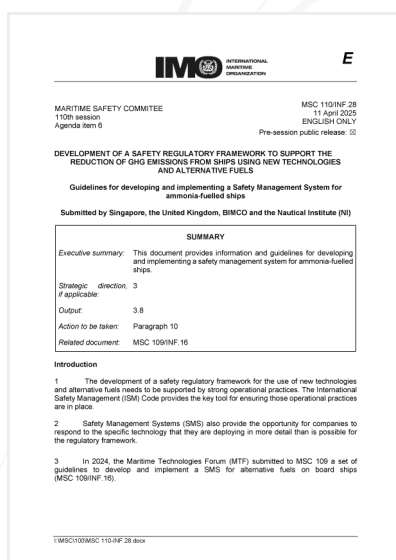 IMO
INTERNATIONAL
MARITIME
ORGANIZATION
E
MARITIME SAFETY COMMITEE
110th session
Agenda item 6
MSC 110/INF.28
11 April 2025
ENGLISH ONLY
Pre-session public release: ☒
DEVELOPMENT OF A SAFETY REGULATORY FRAMEWORK TO SUPPORT THE
REDUCTION OF GHG EMISSIONS FROM SHIPS USING NEW TECHNOLOGIES
AND ALTERNATIVE FUELS
Guidelines for developing and implementing a Safety Management System for
ammonia-fuelled ships
Submitted by Singapore, the United Kingdom, BIMCO and the Nautical Institute (NI)
SUMMARY
Executive summary: This document provides information and guidelines for developing
and implementing a safety management system for ammonia-fuelled
ships.
Strategic direction, 3
if applicable:
Output: 3.8
Action to be taken: Paragraph 10
Related document: MSC 109/INF.16
Introduction
1 The development of a safety regulatory framework for the use of new technologies
and alternative fuels needs to be supported by strong operational practices. The International
Safety Management (ISM) Code provides the key tool for ensuring those operational practices
are in place.
2 Safety Management Systems (SMS) also provide the opportunity for companies to
respond to the specific technology that they are deploying in more detail than is possible for
the regulatory framework.
3 In 2024, the Maritime Technologies Forum (MTF) submitted to MSC 109 a set of
guidelines to develop and implement a SMS for alternative fuels on board ships
(MSC 109/INF.16).
I:\MSC\100\MSC 110-INF.28.docx